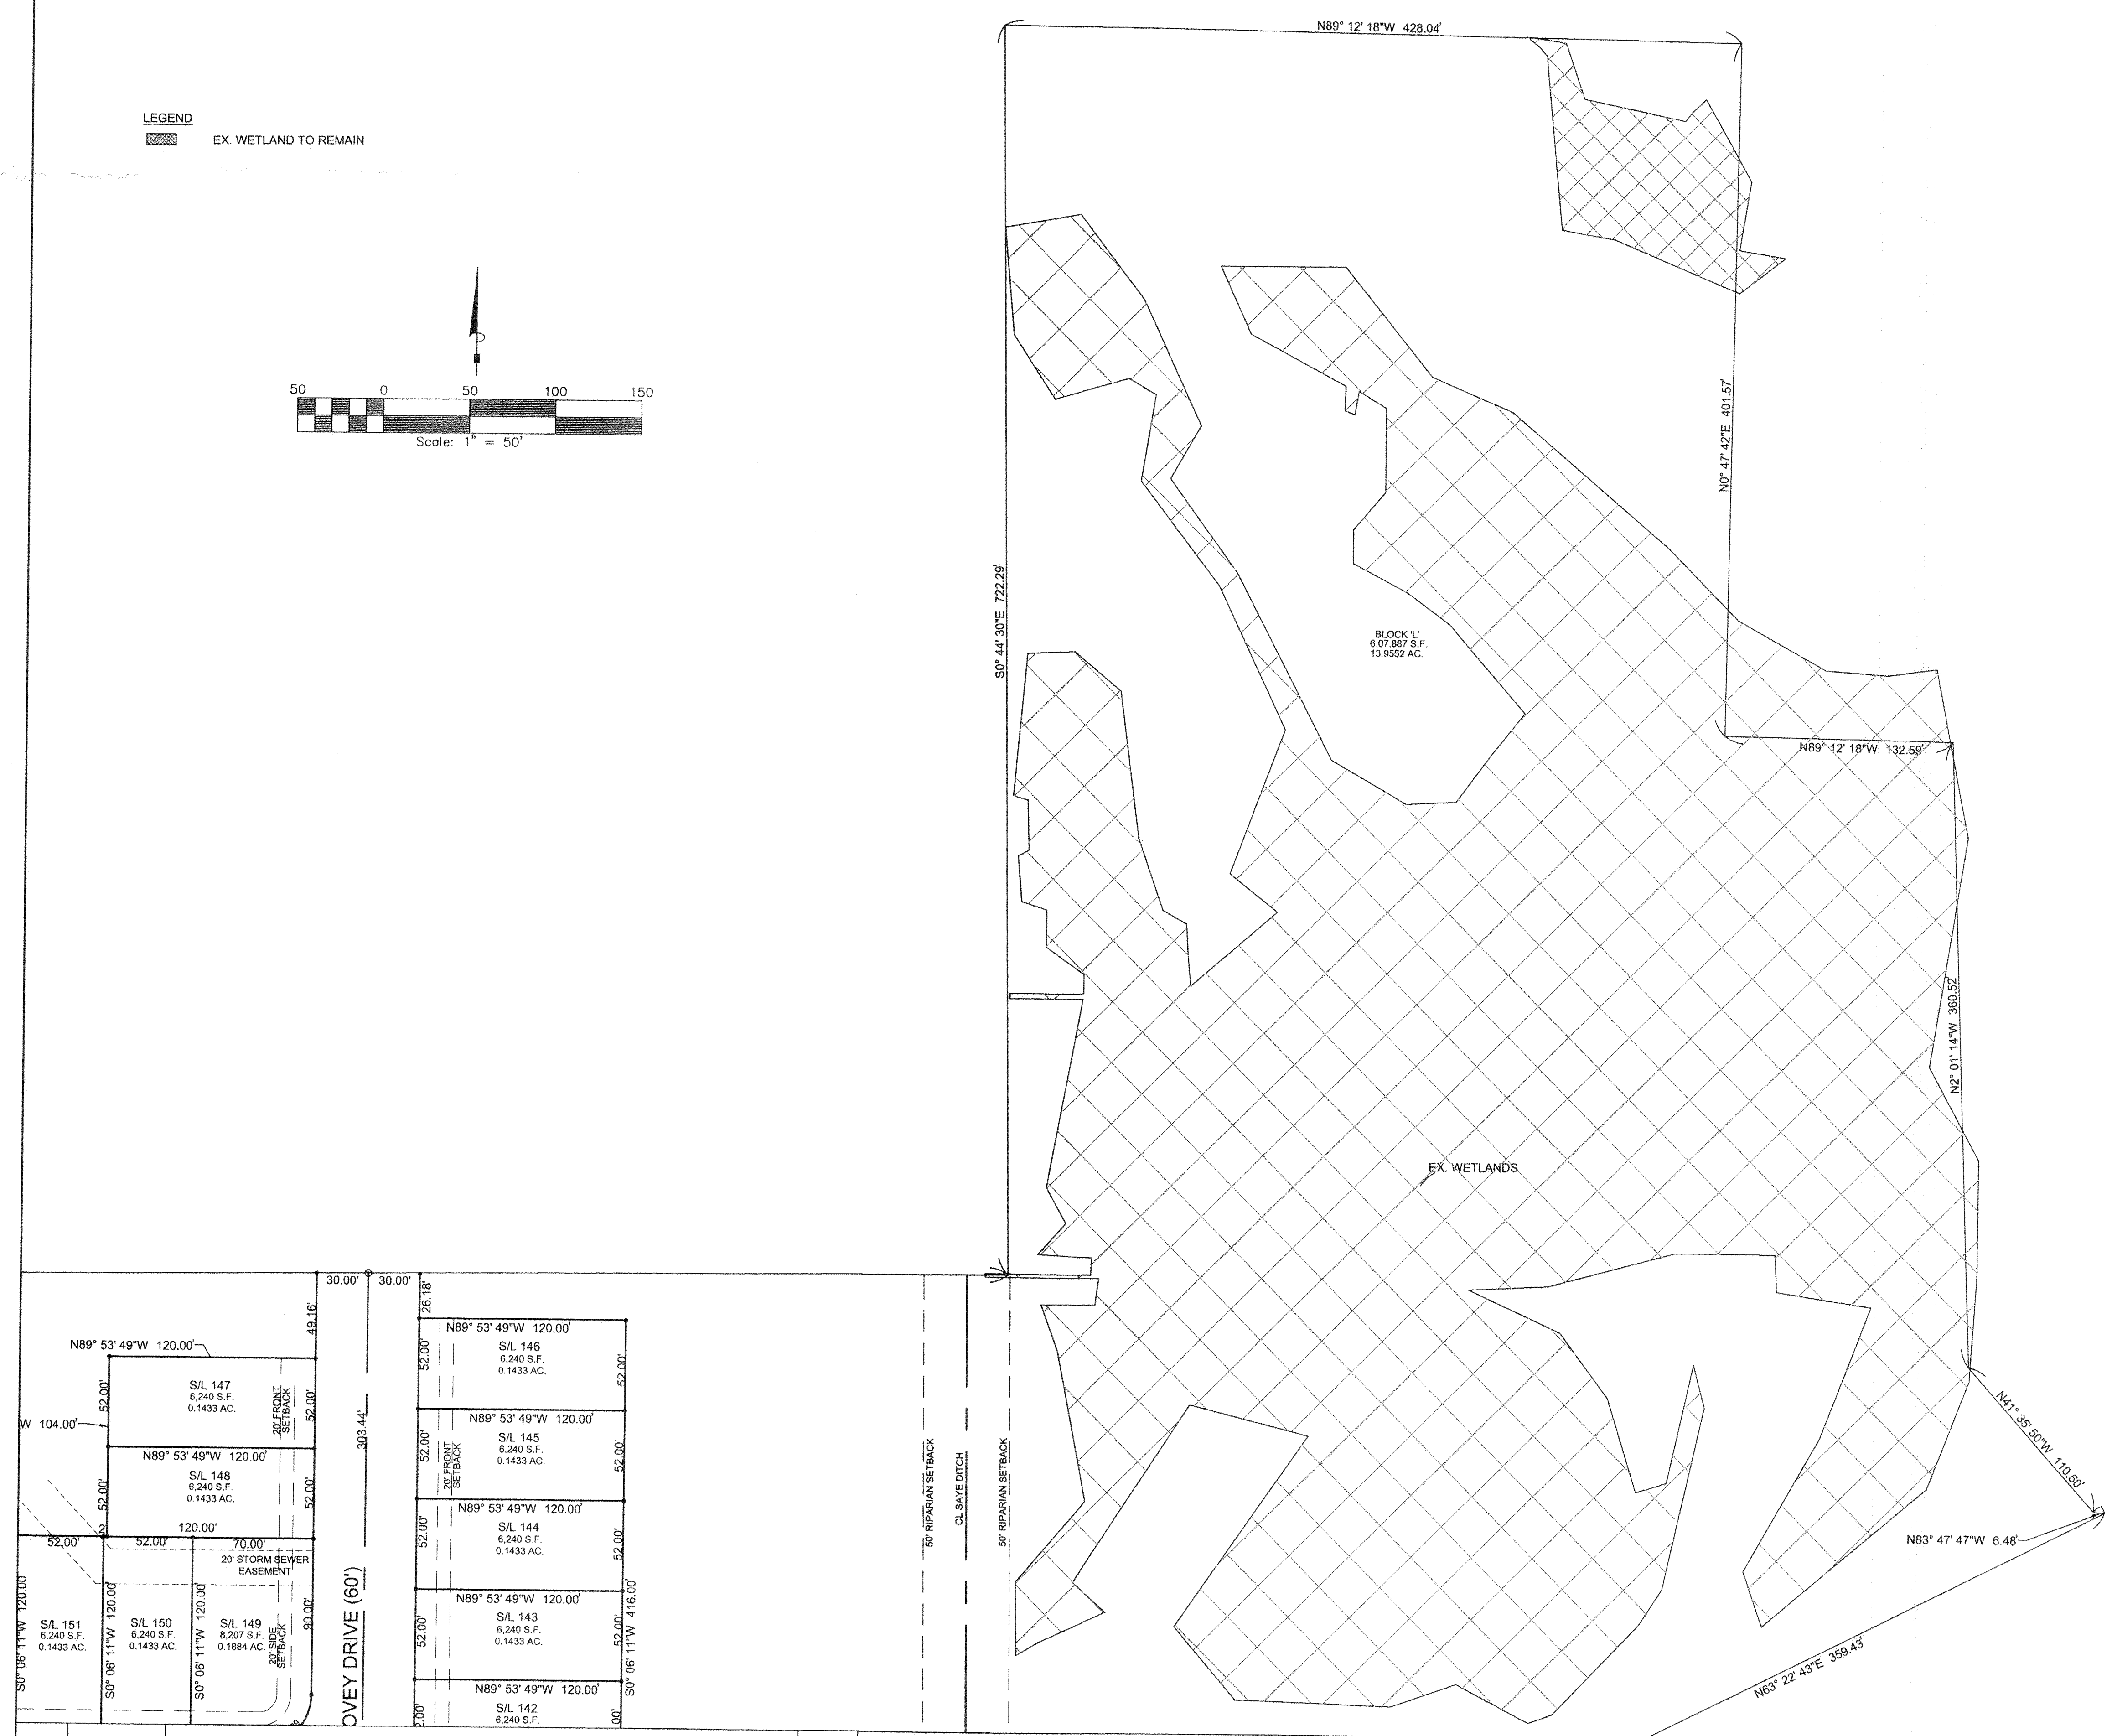 N89° 12' 18"W 428.04'
LEGEND
EX. WETLAND TO REMAIN
50 0 50 100 150
Scale: 1" = 50'
N0° 47' 42"E 401.57'
S0° 44' 30"E 722.29'
BLOCK 'L'
6,07,887 S.F.
13.9552 AC.
N89° 12' 18"W 132.59'
N2° 01' 14"W 360.52'
EX. WETLANDS
30.00' 30.00'
26.18'
49.16'
N89° 53' 49"W 120.00'
S/L 146
6,240 S.F.
0.1433 AC.
52.00'
52.00'
N89° 53' 49"W 120.00'
S/L 147
6,240 S.F.
0.1433 AC.
52.00'
52.00'
20' FRONT
SETBACK
W 104.00'
303.44'
N89° 53' 49"W 120.00'
S/L 145
6,240 S.F.
0.1433 AC.
52.00'
52.00'
20' FRONT
SETBACK
N89° 53' 49"W 120.00'
S/L 148
6,240 S.F.
0.1433 AC.
52.00'
52.00'
50' RIPARIAN SETBACK
CL SAYE DITCH
50' RIPARIAN SETBACK
N41° 35' 50"W 110.50'
N83° 47' 47"W 6.48'
N63° 22' 43"E 359.43'
N89° 53' 49"W 120.00'
S/L 144
6,240 S.F.
0.1433 AC.
52.00'
52.00'
2
120.00'
52.00' 52.00' 70.00'
20' STORM SEWER
EASEMENT
S0° 06' 11"W 120.00'
S/L 151
6,240 S.F.
0.1433 AC.
S0° 06' 11"W 120.00'
S/L 150
6,240 S.F.
0.1433 AC.
S0° 06' 11"W 120.00'
S/L 149
8,207 S.F.
0.1884 AC.
20' SIDE
SETBACK
90.00'
OVEY DRIVE (60')
N89° 53' 49"W 120.00'
S/L 143
6,240 S.F.
0.1433 AC.
52.00'
52.00'
S0° 06' 11"W 416.00'
N89° 53' 49"W 120.00'
S/L 142
6,240 S.F.
2.00'
00'